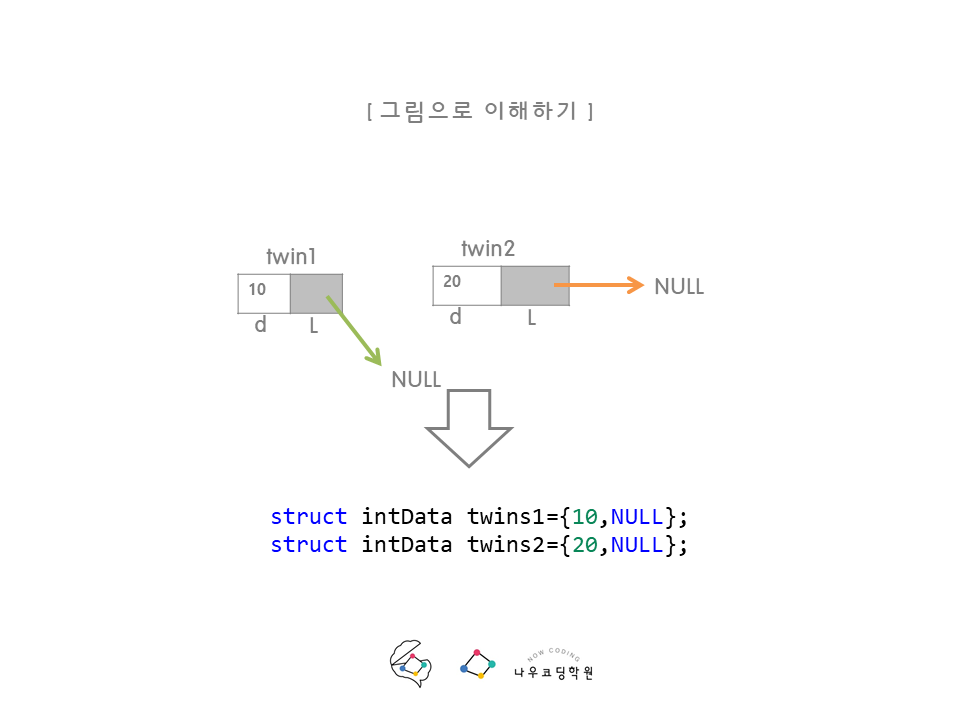 [ 그림으로 이해하기 ]
twin1
twin2
10
20
NULL
d
L
d
L
NULL
struct intData twins1={10,NULL};
struct intData twins2={20,NULL};
NOW CODING
나우코딩학원